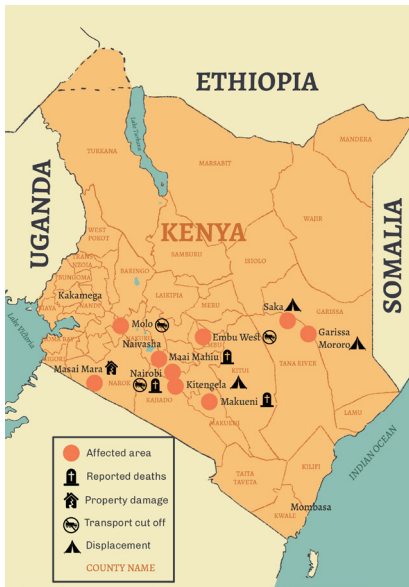 ETHIOPIA
UGANDA
SOMALIA
KENYA
Lake Turkana
TURKANA
MANDERA
MARSABIT
WAJIR
WEST
POKOT
SAMBURU
ISIOLO
TRANS
NZOIA
BARINGO
BUNGOMA
LAIKIPIA
Kakamega
NANDI
MERU
Saka
GARISSA
Garissa
Mororo
Molo
Embu West
Lake Victoria
Naivasha
Maai Mahiu
KITUI
TANA RIVER
Masai Mara
Nairobi
Kitengela
NAROK
KAJIADO
Makueni
MAKUENI
LAMU
INDIAN OCEAN
KILIFI
TAITA
TAVETA
Mombasa
KWALE
Affected area
Reported deaths
Property damage
Transport cut off
Displacement
COUNTY NAME